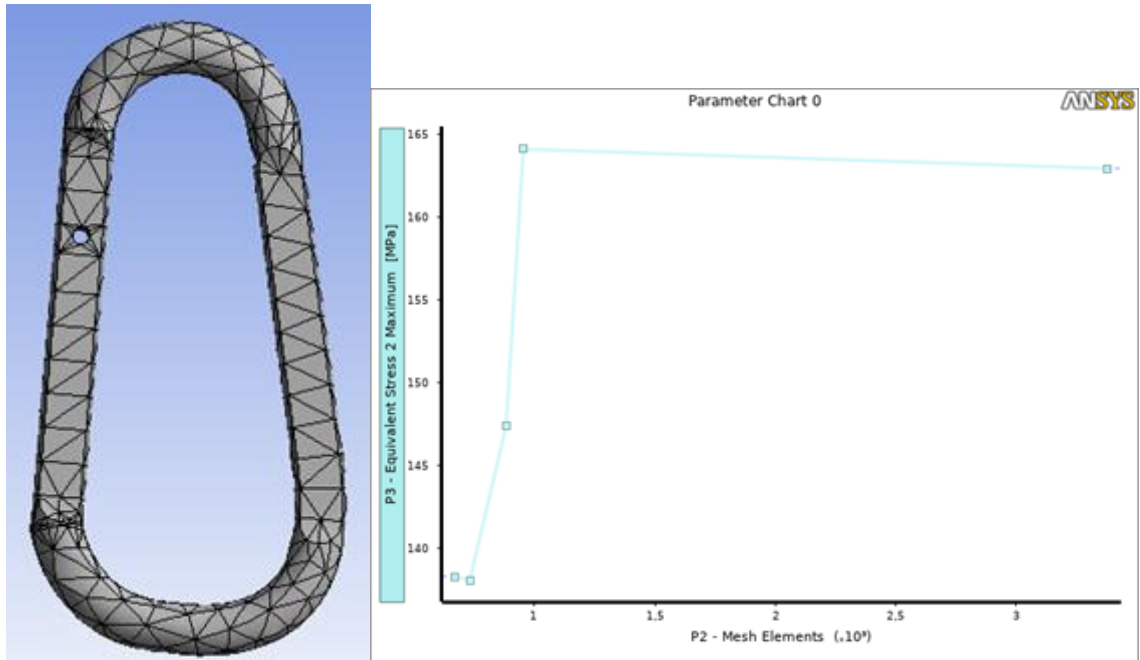 Parameter Chart 0
ANSYS
P3 - Equivalent Stress 2 Maximum [MPa]
165
160
155
150
145
140
1
1.5
2
2.5
3
P2 - Mesh Elements